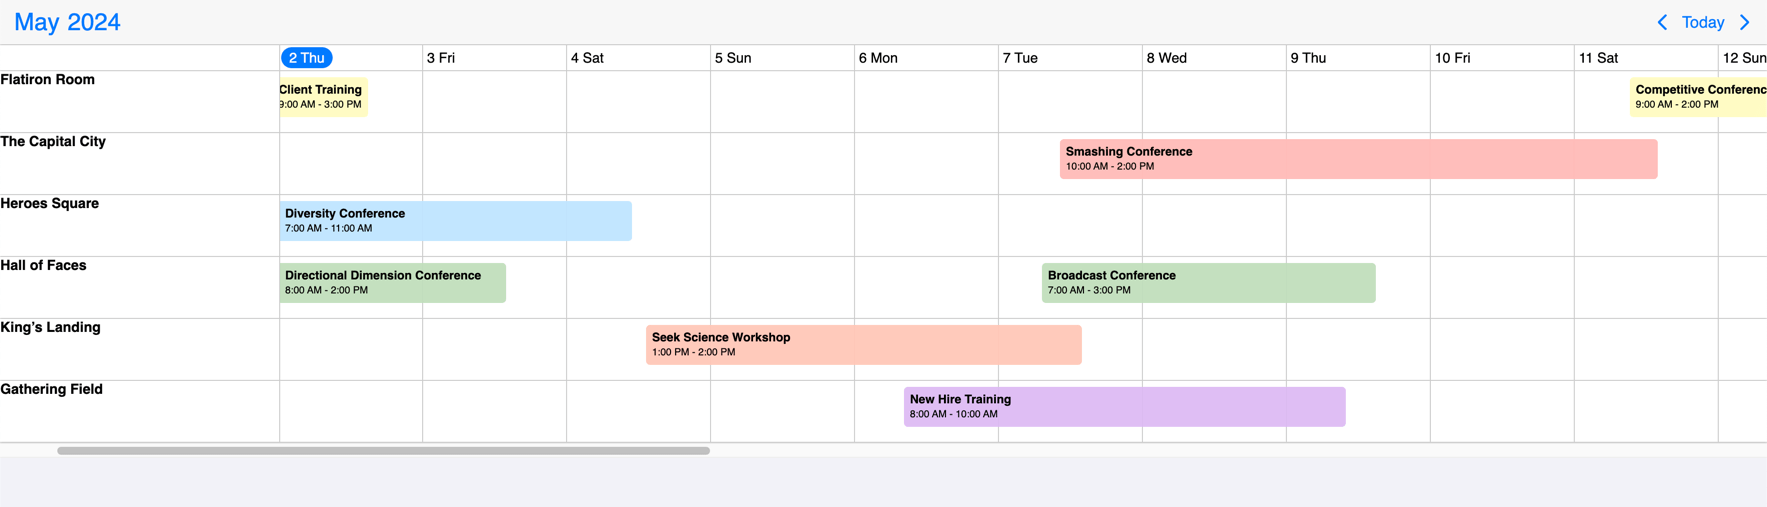 May 2024
Today
2 Thu
3 Fri
4 Sat
5 Sun
6 Mon
7 Tue
8 Wed
9 Thu
10 Fri
11 Sat
12 Sun
Flatiron Room
Client Training
9:00 AM - 3:00 PM
Competitive Conferenc
9:00 AM - 2:00 PM
The Capital City
Smashing Conference
10:00 AM - 2:00 PM
Heroes Square
Diversity Conference
7:00 AM - 11:00 AM
Hall of Faces
Directional Dimension Conference
8:00 AM - 2:00 PM
Broadcast Conference
7:00 AM - 3:00 PM
King’s Landing
Seek Science Workshop
1:00 PM - 2:00 PM
Gathering Field
New Hire Training
8:00 AM - 10:00 AM